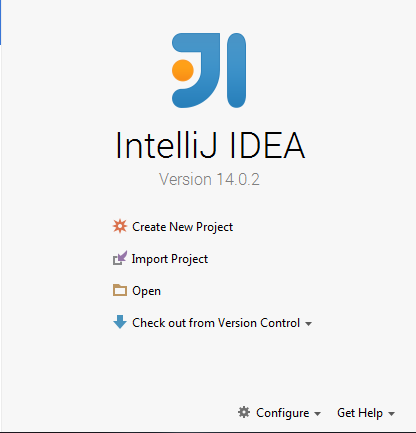 IntelliJ IDEA
Version 14.0.2
Create New Project
Import Project
Open
Check out from Version Control
Configure Get Help